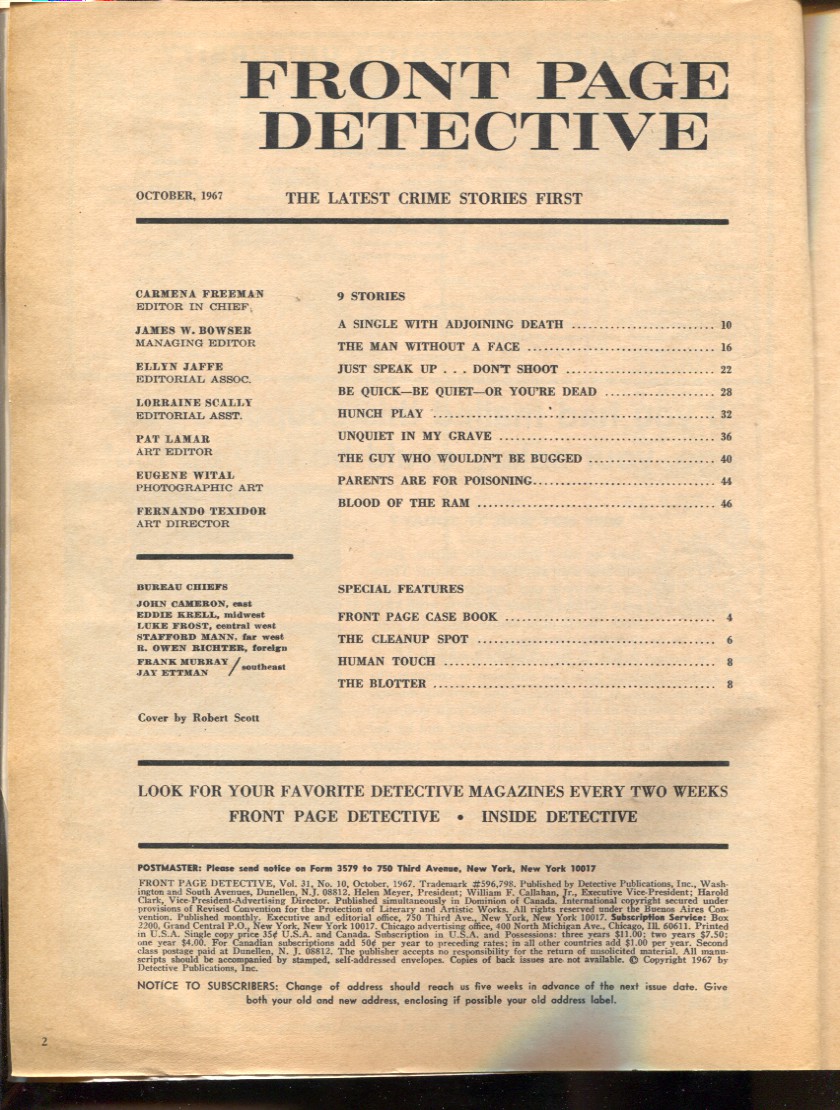 FRONT PAGE
DETECTIVE
OCTOBER, 1967
THE LATEST CRIME STORIES FIRST
CARMENA FREEMAN
EDITOR IN CHIEF
JAMES W. BOWSER
MANAGING EDITOR
ELLYN JAFFE
EDITORIAL ASSOC.
LORRAINE SCALLY
EDITORIAL ASST.
PAT LAMAR
ART EDITOR
EUGENE WITAL
PHOTOGRAPHIC ART
FERNANDO TEXIDOR
ART DIRECTOR
BUREAU CHIEFS
JOHN CAMERON, east
EDDIE KRELL, midwest
LUKE FROST, central west
STAFFORD MANN, far west
R. OWEN RICHTER, foreign
FRANK MURRAY / southeast
JAY ETTMAN
Cover by Robert Scott
9 STORIES
A SINGLE WITH ADJOINING DEATH ........................ 10
THE MAN WITHOUT A FACE ................................ 16
JUST SPEAK UP . . . DON'T SHOOT ......................... 22
BE QUICK—BE QUIET—OR YOU'RE DEAD ................... 28
HUNCH PLAY ............................................... 32
UNQUIET IN MY GRAVE .................................... 36
THE GUY WHO WOULDN'T BE BUGGED ..................... 40
PARENTS ARE FOR POISONING............................... 44
BLOOD OF THE RAM ........................................ 46
SPECIAL FEATURES
FRONT PAGE CASE BOOK ................................... 4
THE CLEANUP SPOT ........................................ 6
HUMAN TOUCH ............................................. 8
THE BLOTTER ............................................... 8
LOOK FOR YOUR FAVORITE DETECTIVE MAGAZINES EVERY TWO WEEKS
FRONT PAGE DETECTIVE • INSIDE DETECTIVE
POSTMASTER: Please send notice on Form 3579 to 750 Third Avenue, New York, New York 10017
FRONT PAGE DETECTIVE, Vol. 31, No. 10, October, 1967. Trademark #596,798. Published by Detective Publications, Inc., Wash-
ington and South Avenues, Dunellen, N.J. 08812. Helen Meyer, President; William F. Callahan, Jr., Executive Vice-President; Harold
Clark, Vice-President-Advertising Director. Published simultaneously in Dominion of Canada. International copyright secured under
provisions of Revised Convention for the Protection of Literary and Artistic Works. All rights reserved under the Buenos Aires Con-
vention. Published monthly. Executive and editorial office, 750 Third Ave., New York, New York 10017. Subscription Service: Box
2200, Grand Central P.O., New York, New York 10017. Chicago advertising office, 400 North Michigan Ave., Chicago, Ill. 60611. Printed
in U.S.A. Single copy price 35¢ U.S.A. and Canada. Subscription in U.S.A. and Possessions: three years $11.00; two years $7.50;
one year $4.00. For Canadian subscriptions add 50¢ per year to preceding rates; in all other countries add $1.00 per year. Second
class postage paid at Dunellen, N. J. 08812. The publisher accepts no responsibility for the return of unsolicited material. All manu-
scripts should be accompanied by stamped, self-addressed envelopes. Copies of back issues are not available. © Copyright 1967 by
Detective Publications, Inc.
NOTICE TO SUBSCRIBERS: Change of address should reach us five weeks in advance of the next issue date. Give
both your old and new address, enclosing if possible your old address label.
2